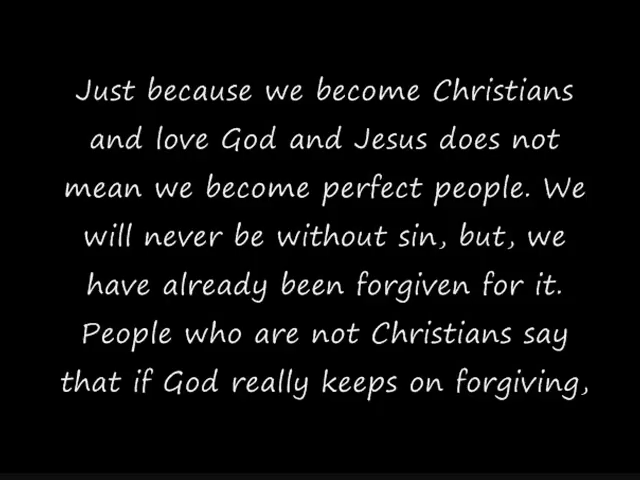 Just because we become Christians
and love God and Jesus does not
mean we become perfect people. We
will never be without sin, but, we
have already been forgiven for it.
People who are not Christians say
that if God really keeps on forgiving,